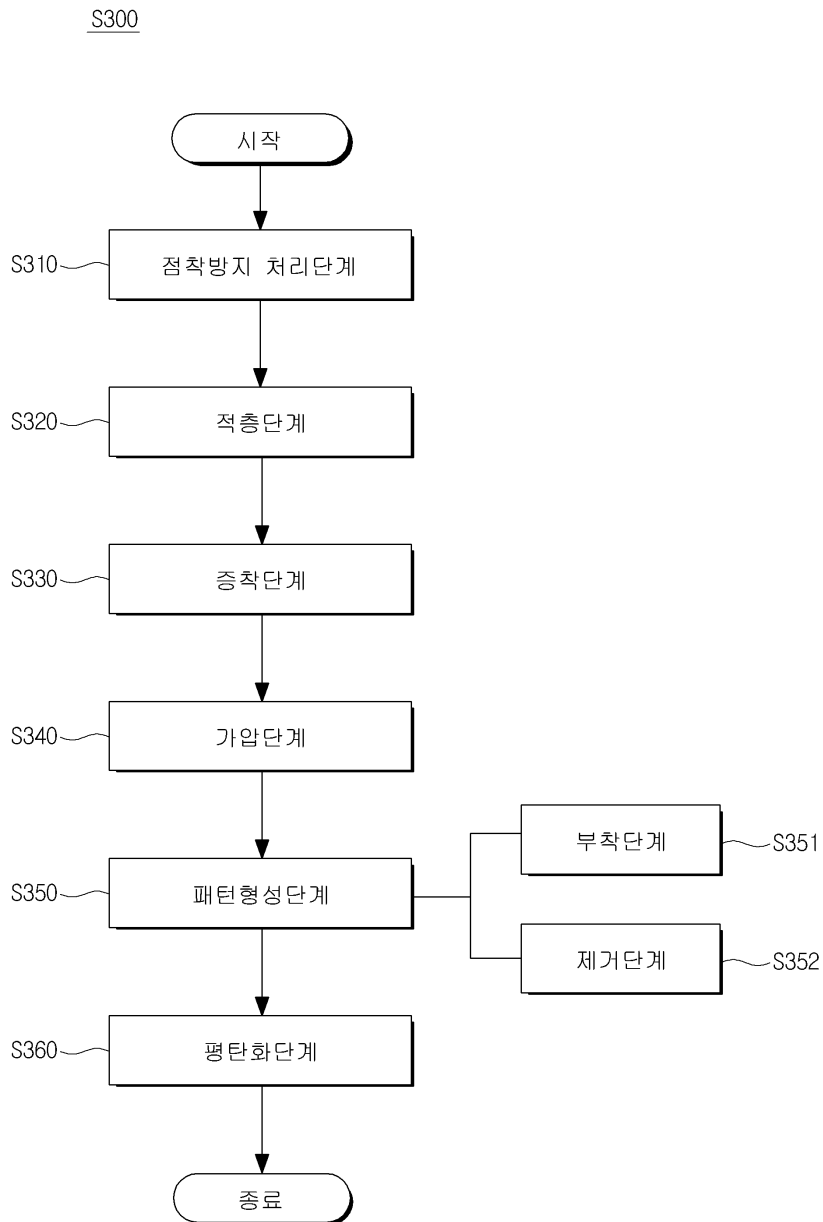 S300
시작
S310
점착방지 처리단계
S320
적층단계
S330
증착단계
S340
가압단계
S350
패턴형성단계
부착단계
S351
제거단계
S352
S360
평탄화단계
종료